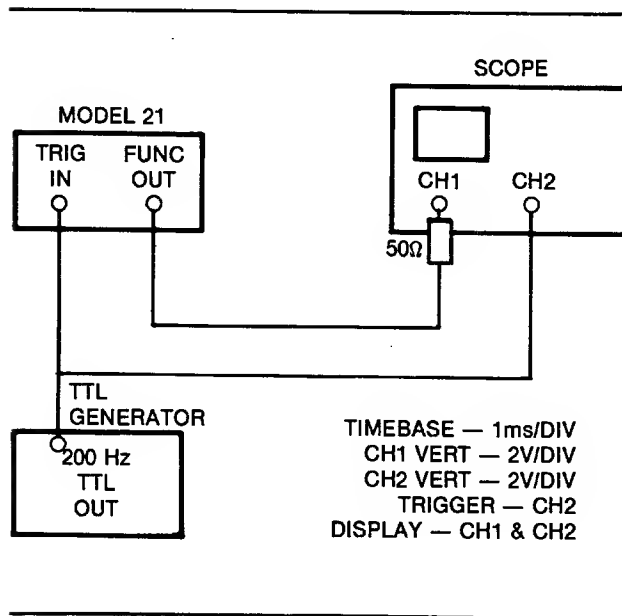 SCOPE
MODEL 21
TRIG IN
FUNC OUT
CH1
CH2
50Ω
TTL
GENERATOR
200 Hz
TTL
OUT
TIMEBASE — 1ms/DIV
CH1 VERT — 2V/DIV
CH2 VERT — 2V/DIV
TRIGGER — CH2
DISPLAY — CH1 & CH2